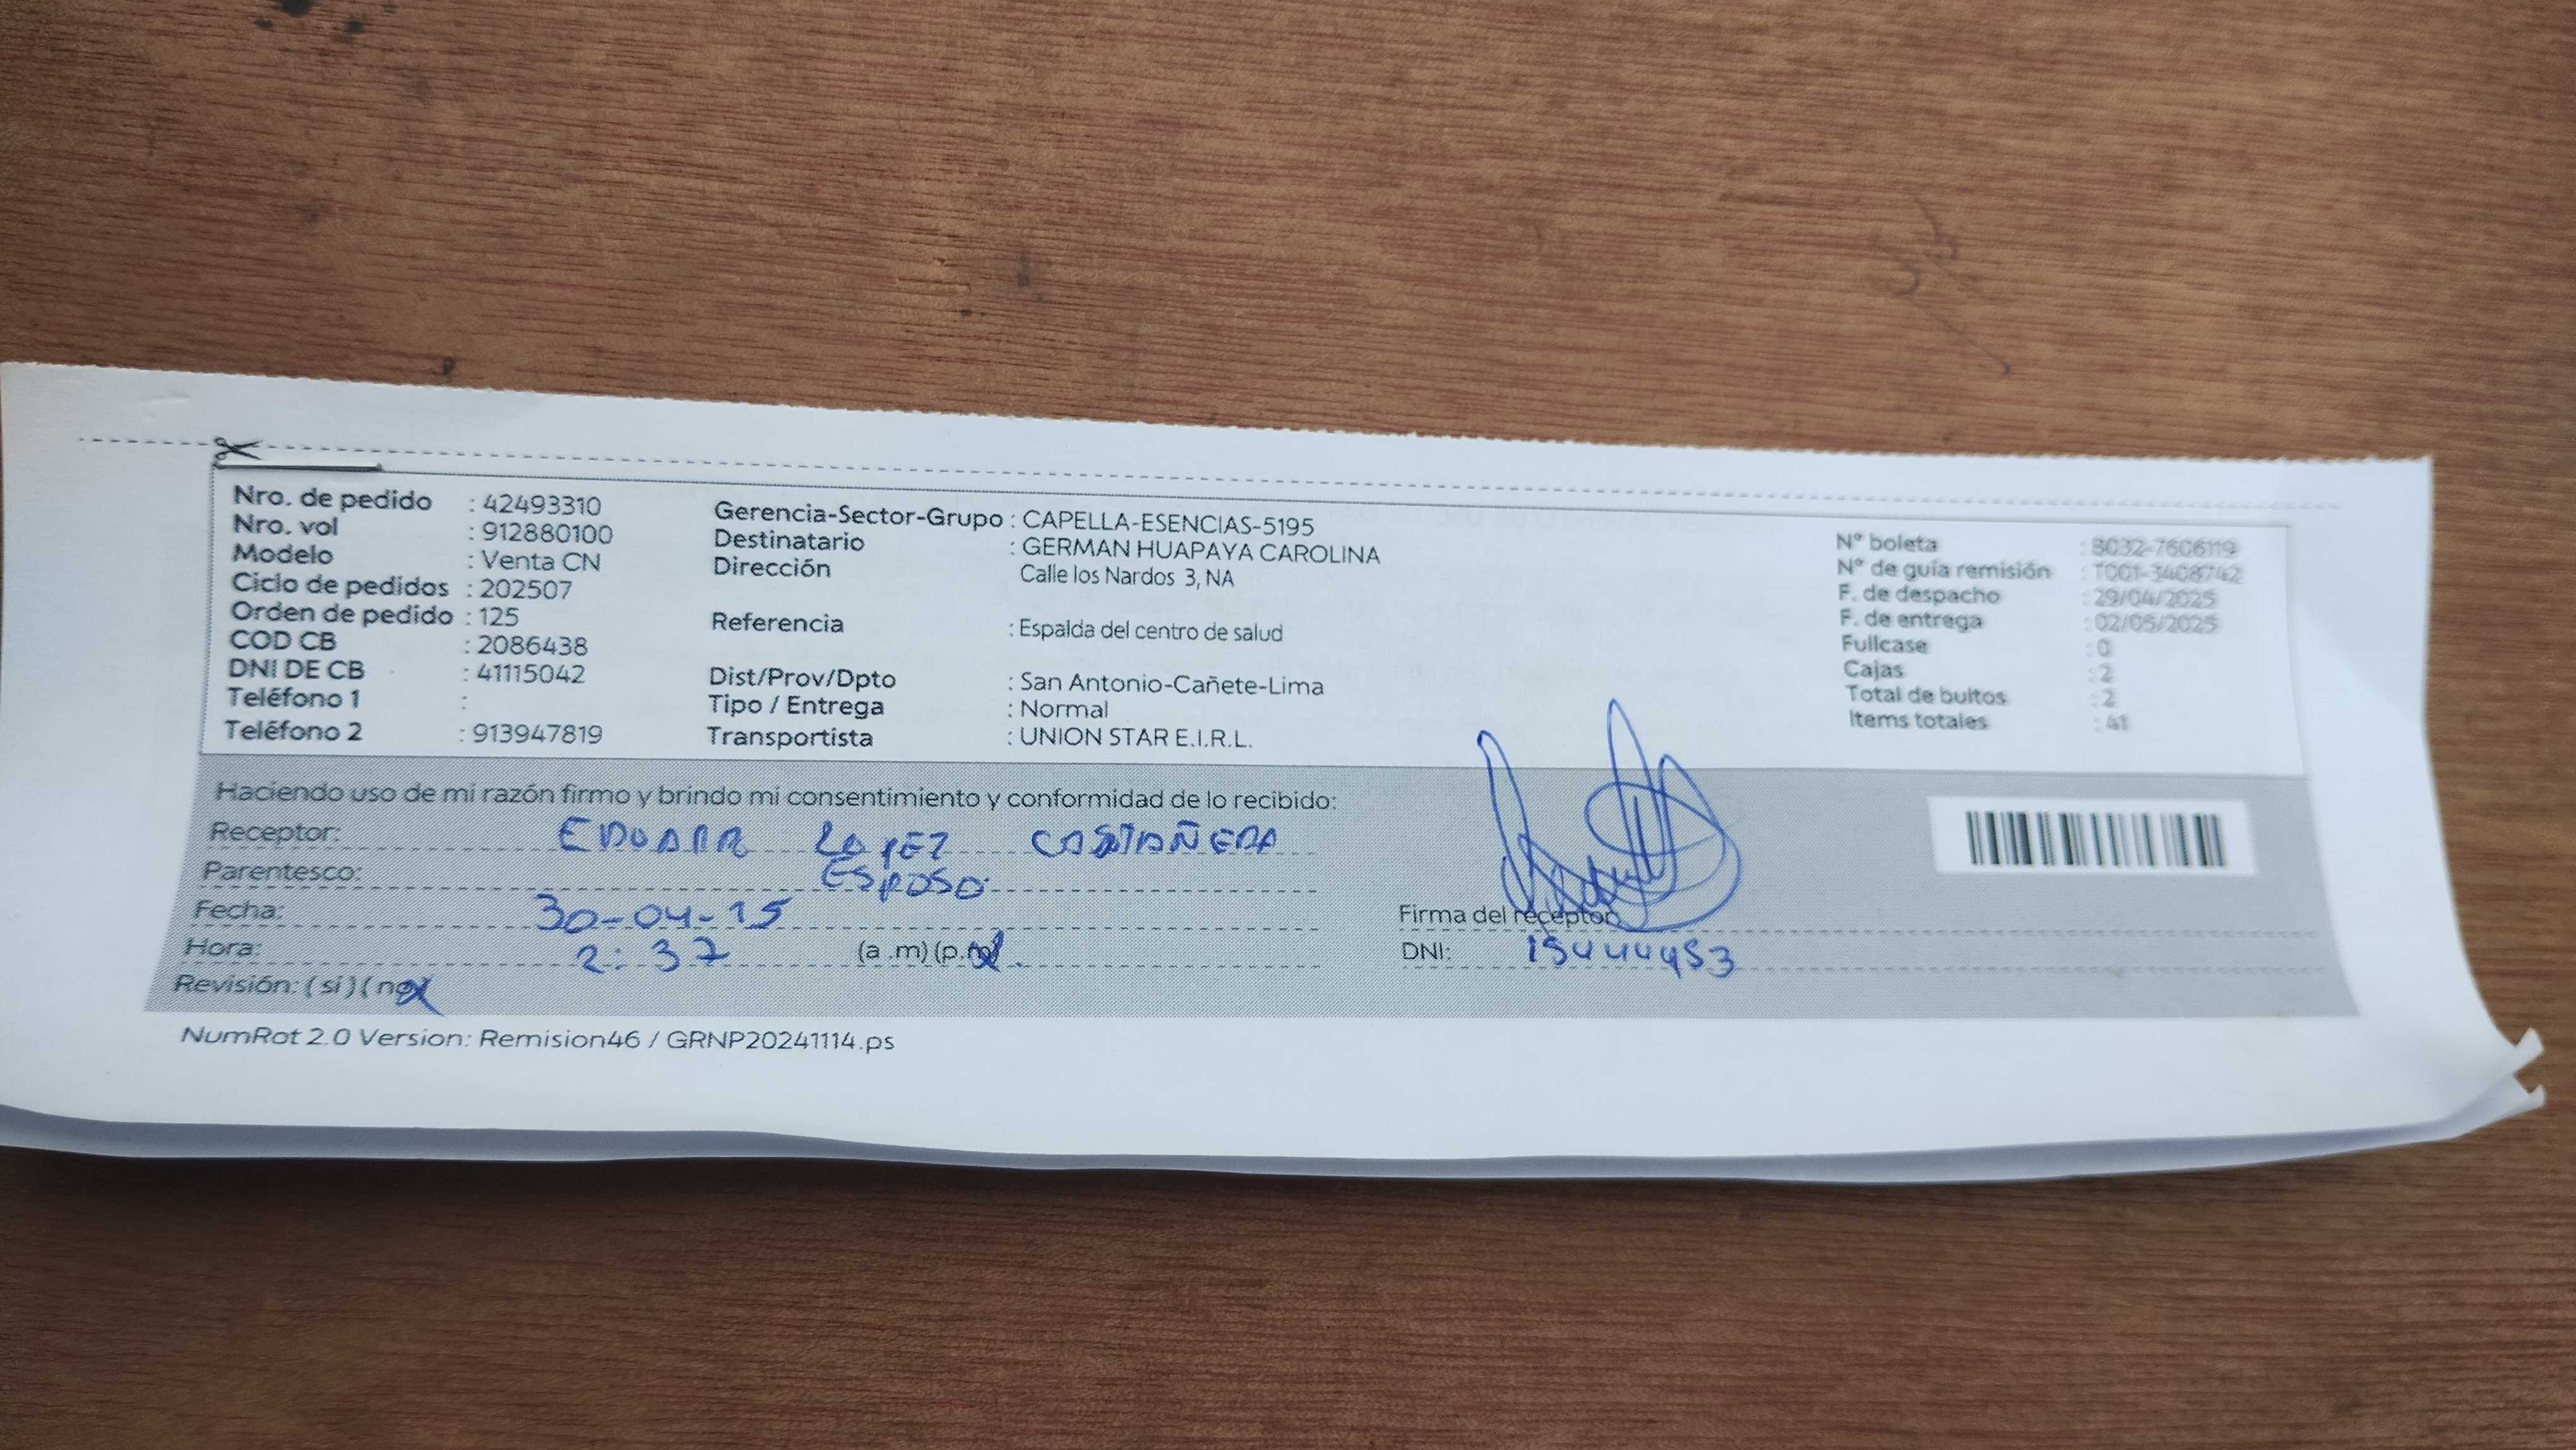 Nro. de pedido : 42493310
Nro. vol : 912880100
Modelo : Venta CN
Ciclo de pedidos : 202507
Orden de pedido : 125
COD CB : 2086438
DNI DE CB : 41115042
Teléfono 1 :
Teléfono 2 : 913947819
Gerencia-Sector-Grupo : CAPELLA-ESENCIAS-5195
Destinatario : GERMAN HUAPAYA CAROLINA
Dirección Calle los Nardos 3, NA
Referencia : Espalda del centro de salud
Dist/Prov/Dpto : San Antonio-Cañete-Lima
Tipo / Entrega : Normal
Transportista : UNION STAR E.I.R.L.
N° boleta : B032-7606119
N° de guía remisión : T001-3408742
F. de despacho : 29/04/2025
F. de entrega : 02/05/2025
Fullcase : 0
Cajas : 2
Total de bultos : 2
Items totales : 41
Haciendo uso de mi razón firmo y brindo mi consentimiento y conformidad de lo recibido:
Receptor: LOPEZ
Parentesco: ESPOSO
Fecha: 30-04-15
Hora: 2:37 (a .m) (p.m)
Revisión: ( si ) ( no )
Firma del receptor
DNI: 15444453
NumRot 2.0 Version: Remision46 / GRNP20241114.ps